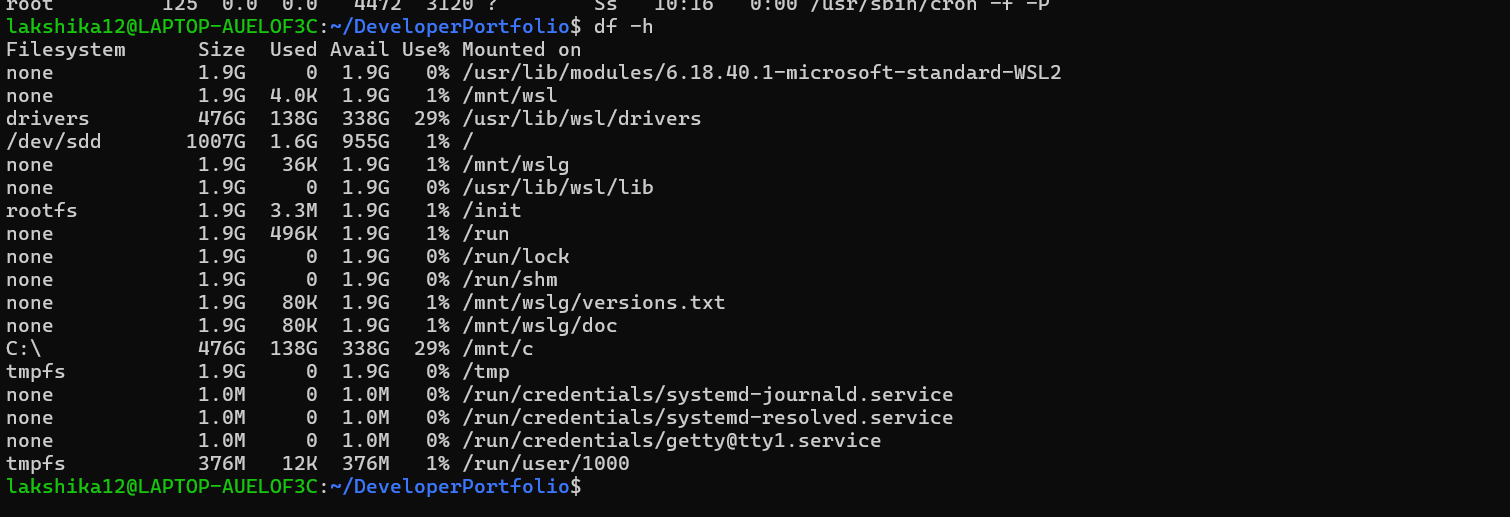 root         125  0.0  0.0   4472  3120 ?        Ss   10:16   0:00 /usr/sbin/cron -f -P
lakshika12@LAPTOP-AUELOF3C:~/DeveloperPortfolio$ df -h
Filesystem      Size  Used Avail Use% Mounted on
none            1.9G     0  1.9G   0% /usr/lib/modules/6.18.40.1-microsoft-standard-WSL2
none            1.9G  4.0K  1.9G   1% /mnt/wsl
drivers         476G  138G  338G  29% /usr/lib/wsl/drivers
/dev/sdd       1007G  1.6G  955G   1% /
none            1.9G   36K  1.9G   1% /mnt/wslg
none            1.9G     0  1.9G   0% /usr/lib/wsl/lib
rootfs          1.9G  3.3M  1.9G   1% /init
none            1.9G  496K  1.9G   1% /run
none            1.9G     0  1.9G   0% /run/lock
none            1.9G     0  1.9G   0% /run/shm
none            1.9G   80K  1.9G   1% /mnt/wslg/versions.txt
none            1.9G   80K  1.9G   1% /mnt/wslg/doc
C:\             476G  138G  338G  29% /mnt/c
tmpfs           1.9G     0  1.9G   0% /tmp
none            1.0M     0  1.0M   0% /run/credentials/systemd-journald.service
none            1.0M     0  1.0M   0% /run/credentials/systemd-resolved.service
none            1.0M     0  1.0M   0% /run/credentials/getty@tty1.service
tmpfs           376M   12K  376M   1% /run/user/1000
lakshika12@LAPTOP-AUELOF3C:~/DeveloperPortfolio$